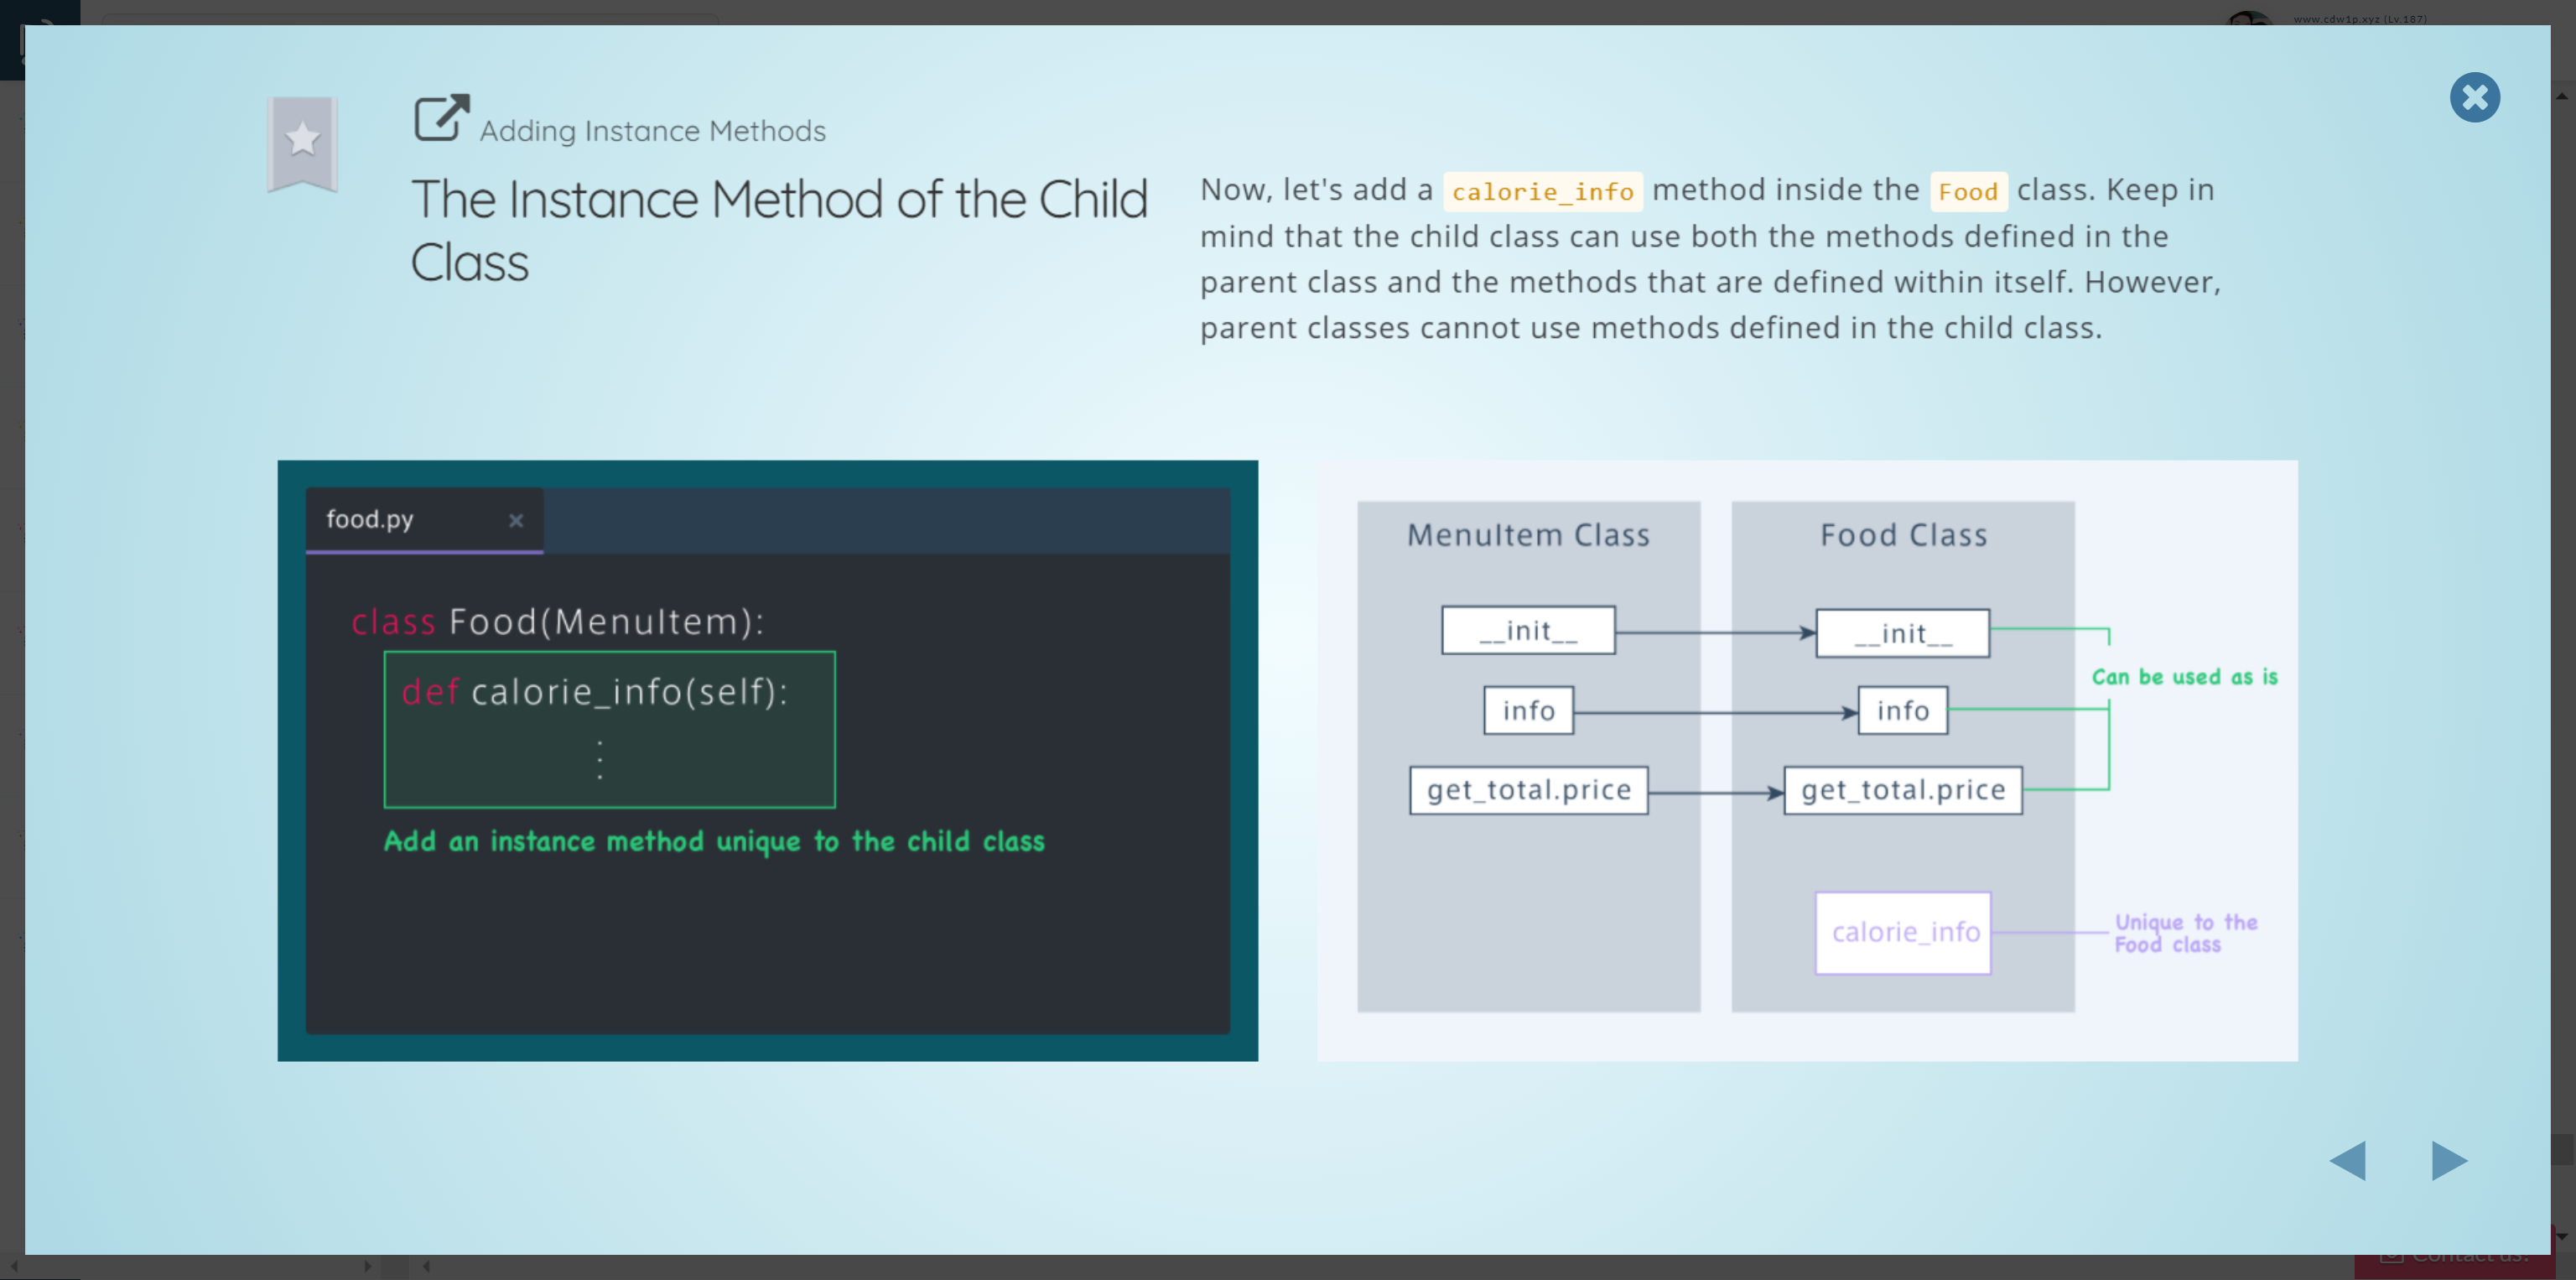 www.cdw1p.xyz (Lv.187)
Adding Instance Methods
The Instance Method of the Child
Class
Now, let's add a calorie_info method inside the Food class. Keep in
mind that the child class can use both the methods defined in the
parent class and the methods that are defined within itself. However,
parent classes cannot use methods defined in the child class.
food.py
class Food(MenuItem):
def calorie_info(self):
Add an instance method unique to the child class
MenuItem Class
Food Class
__init__
__init__
Can be used as is
info
info
get_total.price
get_total.price
calorie_info
Unique to the
Food class
Contact us!